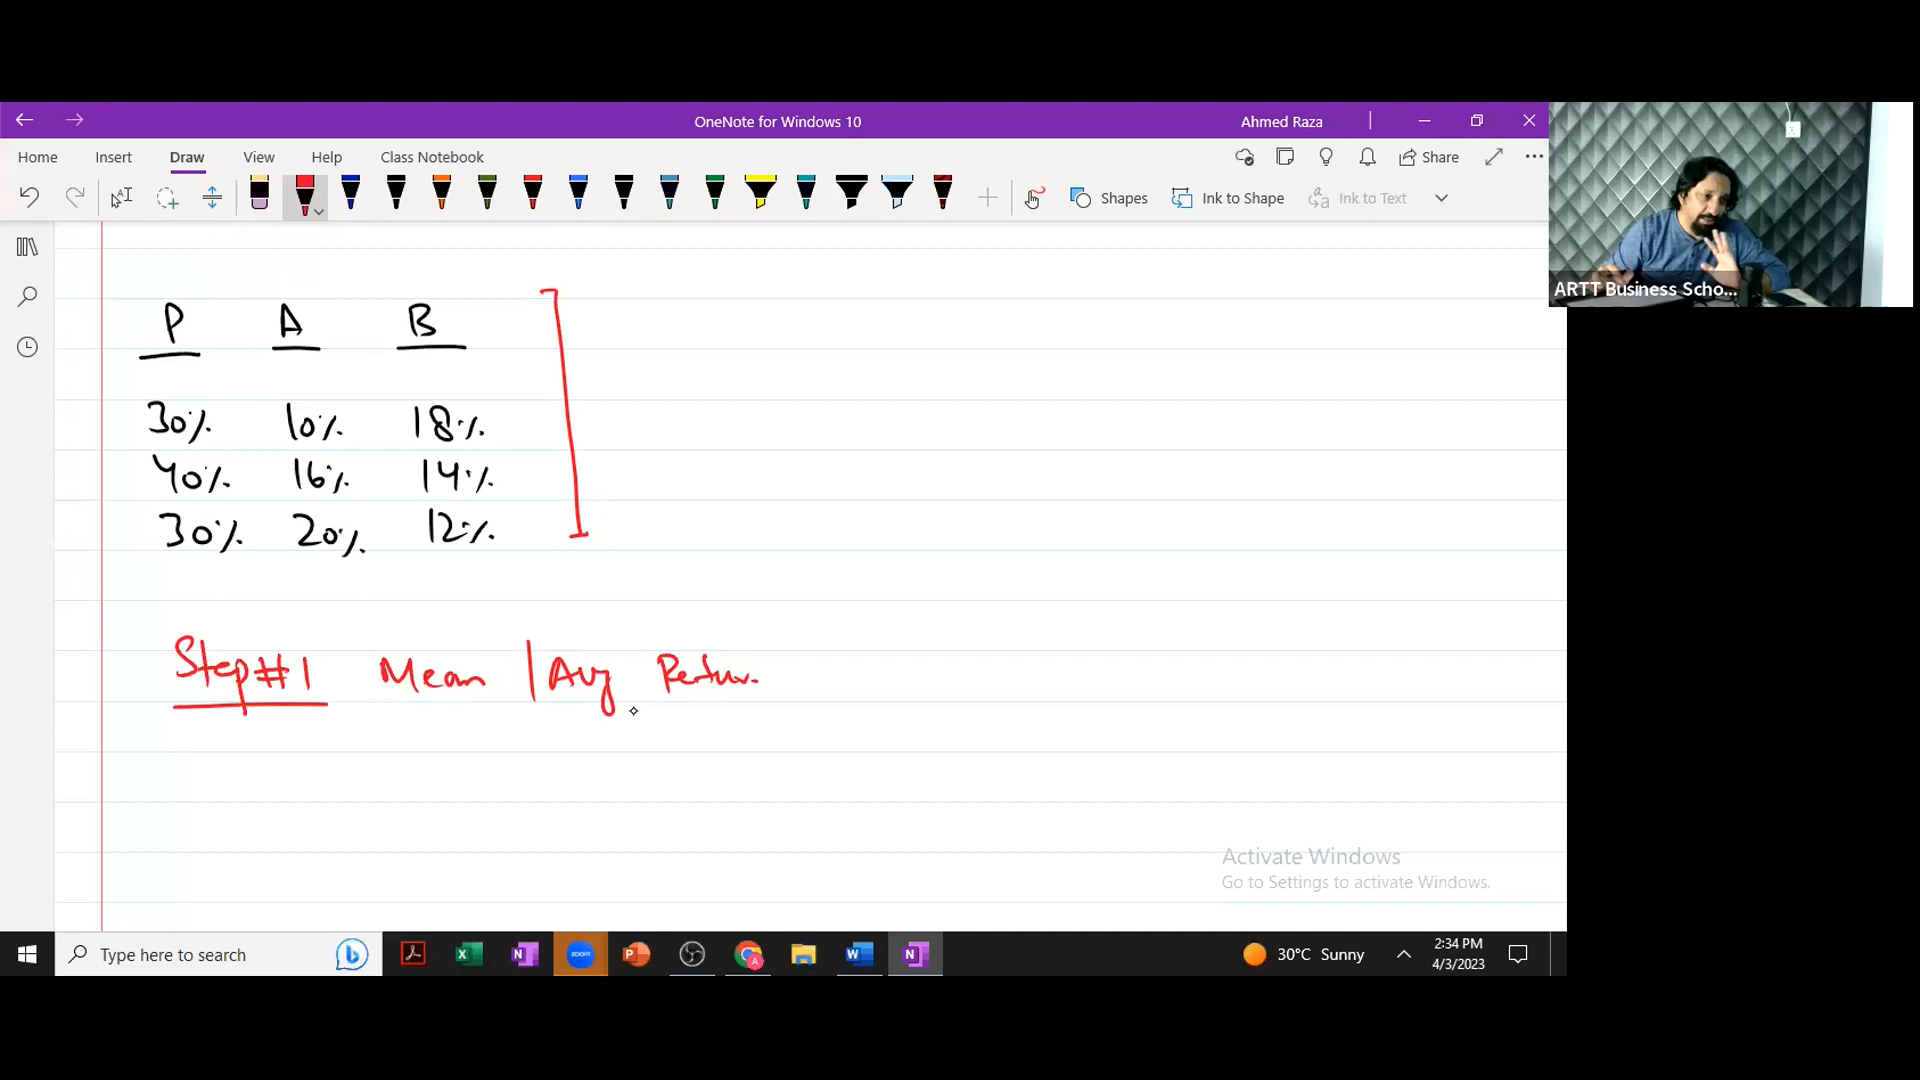 OneNote for Windows 10
Ahmed Raza
Home Insert Draw View Help Class Notebook
Share
Shapes Ink to Shape Ink to Text
ARTT Business Scho...
P A B
30% 10% 18%
40% 16% 14%
30% 20% 12%
Step#1 Mean | Avg Return
Activate Windows
Go to Settings to activate Windows.
Type here to search
zoom
30°C Sunny
2:34 PM
4/3/2023